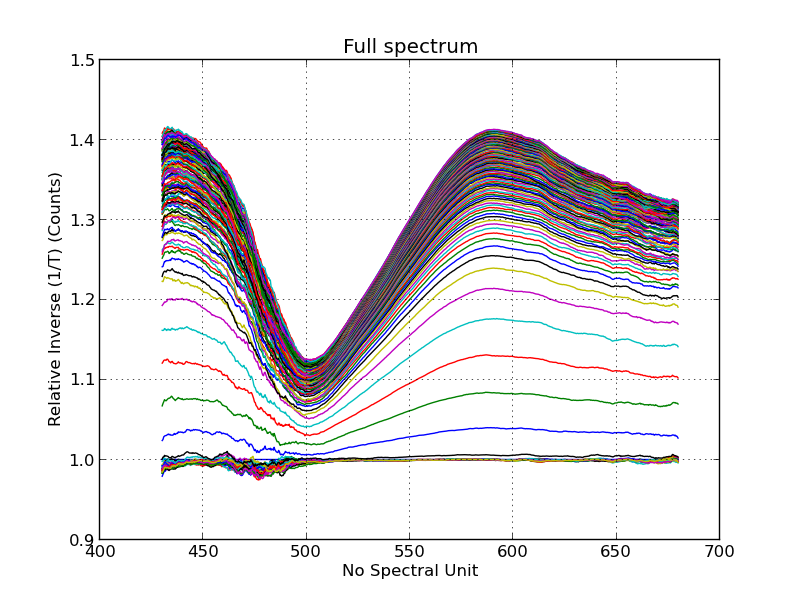 Full spectrum
Relative Inverse (1/T) (Counts)
1.5
1.4
1.3
1.2
1.1
1.0
0.9
400 450 500 550 600 650 700
No Spectral Unit